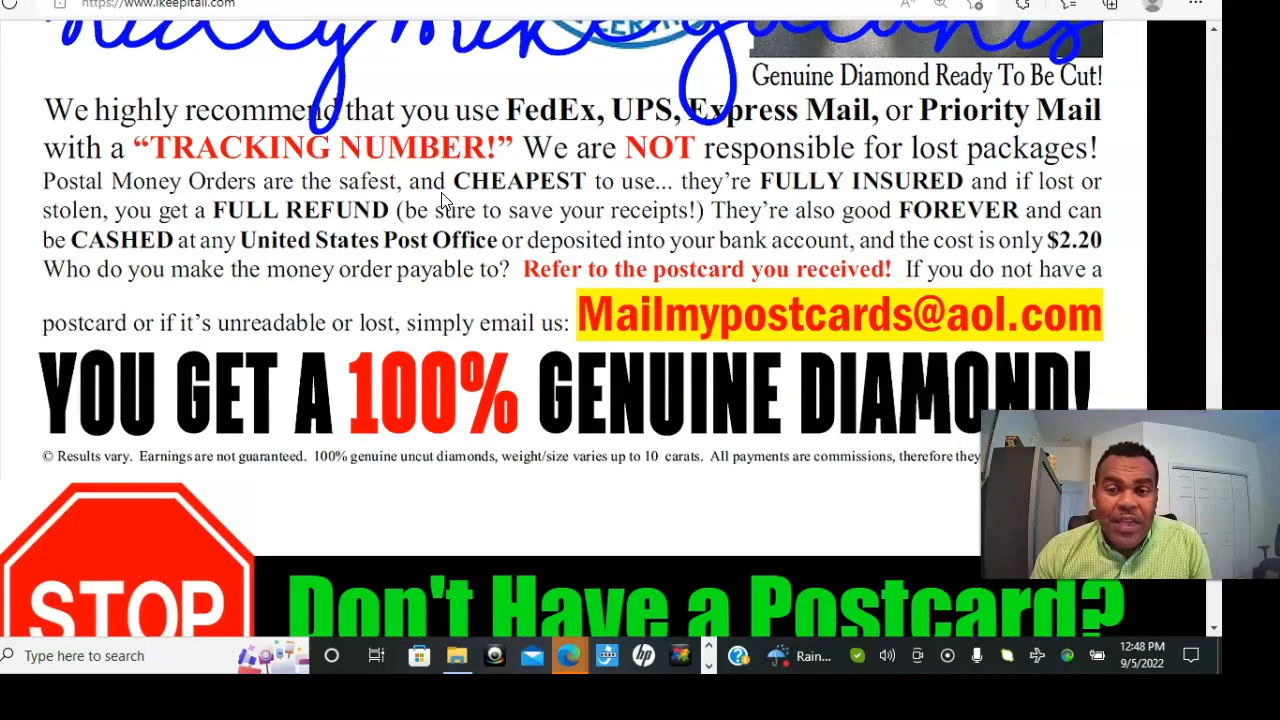 https://www.ikeepitall.com
Genuine Diamond Ready To Be Cut!
We highly recommend that you use FedEx, UPS, Express Mail, or Priority Mail
with a “TRACKING NUMBER!” We are NOT responsible for lost packages!
Postal Money Orders are the safest, and CHEAPEST to use... they’re FULLY INSURED and if lost or
stolen, you get a FULL REFUND (be sure to save your receipts!) They’re also good FOREVER and can
be CASHED at any United States Post Office or deposited into your bank account, and the cost is only $2.20
Who do you make the money order payable to? Refer to the postcard you received! If you do not have a
postcard or if it’s unreadable or lost, simply email us: Mailmypostcards@aol.com
YOU GET A 100% GENUINE DIAMOND!
© Results vary. Earnings are not guaranteed. 100% genuine uncut diamonds, weight/size varies up to 10 carats. All payments are commissions, therefore they
STOP
Don't Have a Postcard?
Type here to search
hp
Rain...
12:48 PM
9/5/2022